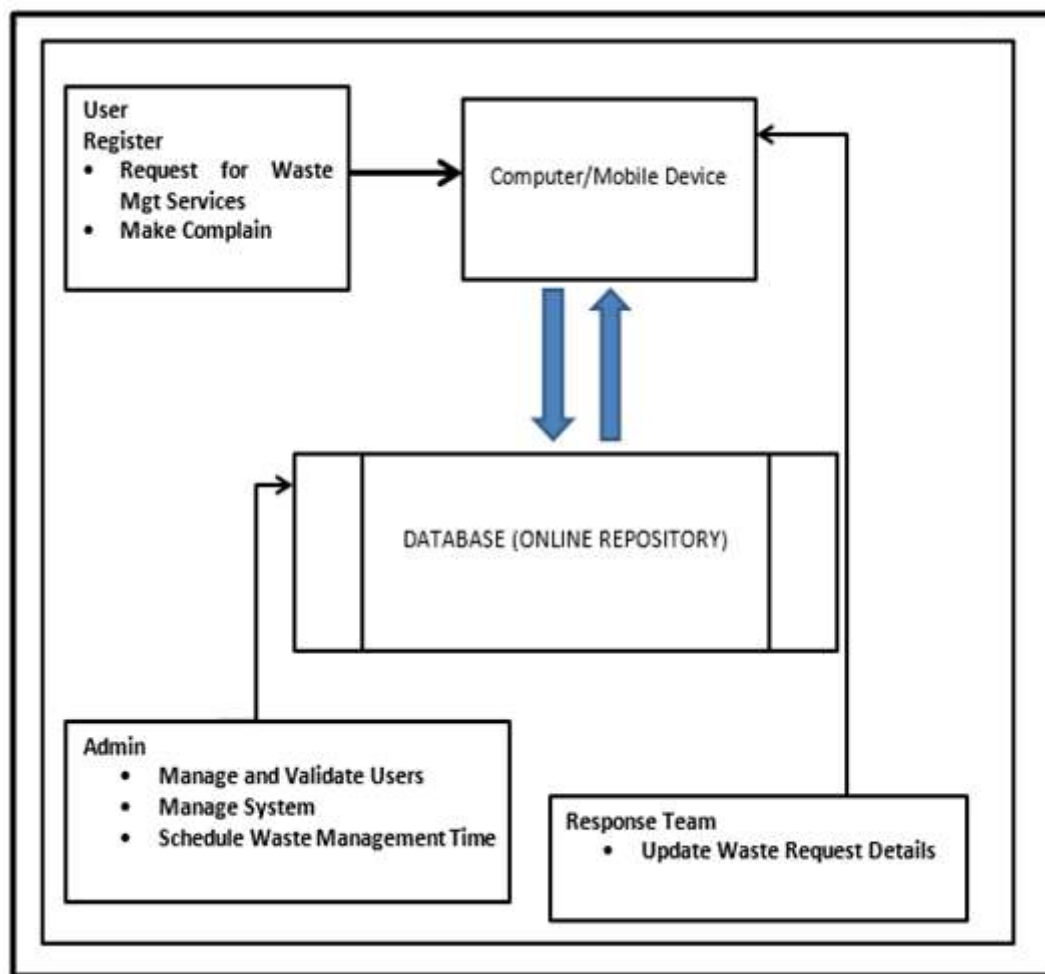 User
Register
• Request for Waste
Mgt Services
• Make Complain
Computer/Mobile Device
DATABASE (ONLINE REPOSITORY)
Admin
• Manage and Validate Users
• Manage System
• Schedule Waste Management Time
Response Team
• Update Waste Request Details